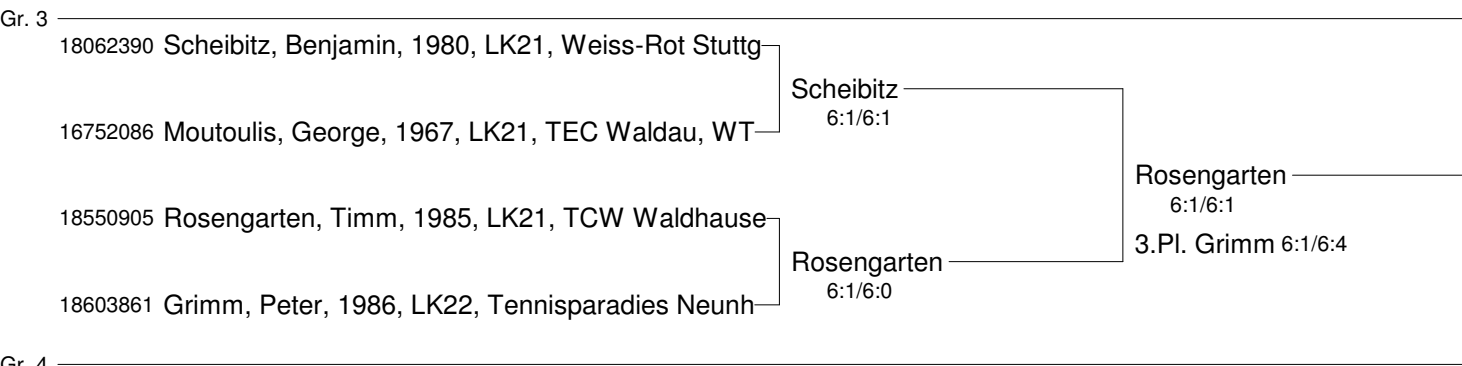 Gr. 3
18062390 Scheibitz, Benjamin, 1980, LK21, Weiss-Rot Stuttg
Scheibitz
6:1/6:1
16752086 Moutoulis, George, 1967, LK21, TEC Waldau, WT
Rosengarten
6:1/6:1
18550905 Rosengarten, Timm, 1985, LK21, TCW Waldhause
3.Pl. Grimm 6:1/6:4
Rosengarten
6:1/6:0
18603861 Grimm, Peter, 1986, LK22, Tennisparadies Neunh
Gr. 4